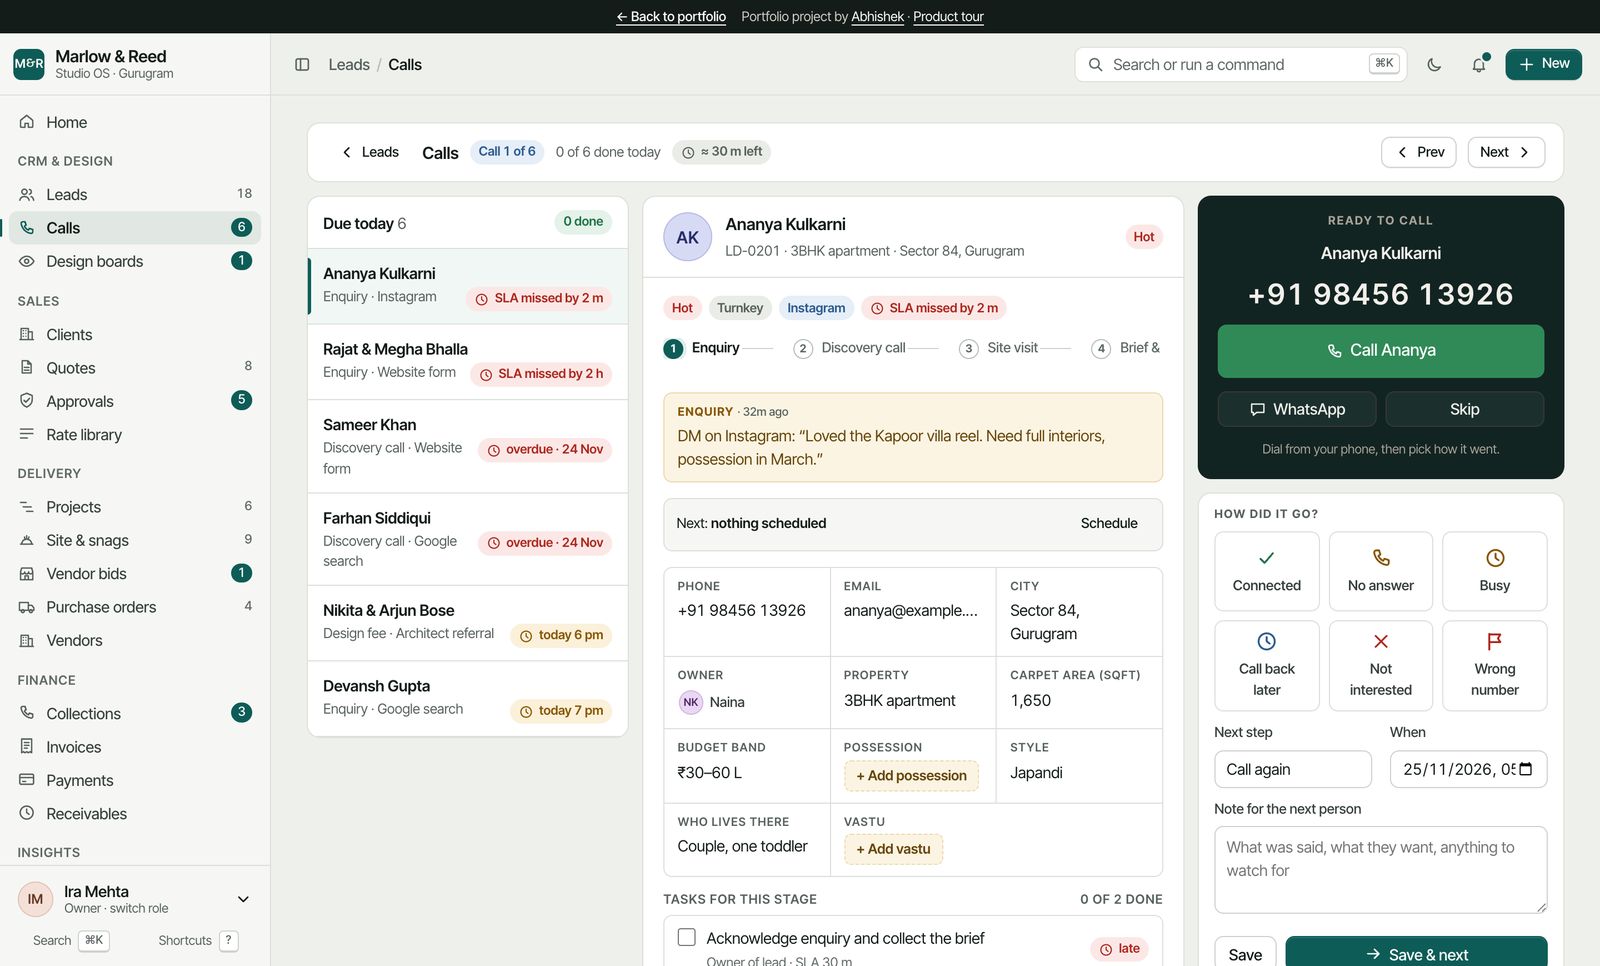 ← Back to portfolio Portfolio project by Abhishek · Product tour
M&R
Marlow & Reed
Studio OS · Gurugram
Leads / Calls
Search or run a command ⌘K
New
Home
CRM & DESIGN
Leads 18
Calls 6
Design boards 1
SALES
Clients
Quotes 8
Approvals 5
Rate library
DELIVERY
Projects 6
Site & snags 9
Vendor bids 1
Purchase orders 4
Vendors
FINANCE
Collections 3
Invoices
Payments
Receivables
INSIGHTS
IM
Ira Mehta
Owner · switch role
Search ⌘K Shortcuts ?
Leads Calls Call 1 of 6 0 of 6 done today ≈ 30 m left Prev Next
Due today 6 0 done
Ananya Kulkarni
Enquiry · Instagram SLA missed by 2 m
Rajat & Megha Bhalla
Enquiry · Website form SLA missed by 2 h
Sameer Khan
Discovery call · Website
form
overdue · 24 Nov
Farhan Siddiqui
Discovery call · Google
search
overdue · 24 Nov
Nikita & Arjun Bose
Design fee · Architect referral today 6 pm
Devansh Gupta
Enquiry · Google search today 7 pm
AK
Ananya Kulkarni
LD-0201 · 3BHK apartment · Sector 84, Gurugram
Hot
Hot Turnkey Instagram SLA missed by 2 m
1 Enquiry 2 Discovery call 3 Site visit 4 Brief &
ENQUIRY · 32m ago
DM on Instagram: “Loved the Kapoor villa reel. Need full interiors,
possession in March.”
Next: nothing scheduled Schedule
PHONE
+91 98456 13926
EMAIL
ananya@example....
CITY
Sector 84,
Gurugram
OWNER
NK Naina
PROPERTY
3BHK apartment
CARPET AREA (SQFT)
1,650
BUDGET BAND
₹30–60 L
POSSESSION
+ Add possession
STYLE
Japandi
WHO LIVES THERE
Couple, one toddler
VASTU
+ Add vastu
TASKS FOR THIS STAGE 0 OF 2 DONE
Acknowledge enquiry and collect the brief
Owner of lead · SLA 30 m
late
READY TO CALL
Ananya Kulkarni
+91 98456 13926
Call Ananya
WhatsApp Skip
Dial from your phone, then pick how it went.
HOW DID IT GO?
Connected
No answer
Busy
Call back
later
Not
interested
Wrong
number
Next step
Call again
When
25/11/2026,
Note for the next person
What was said, what they want, anything to
watch for
Save → Save & next